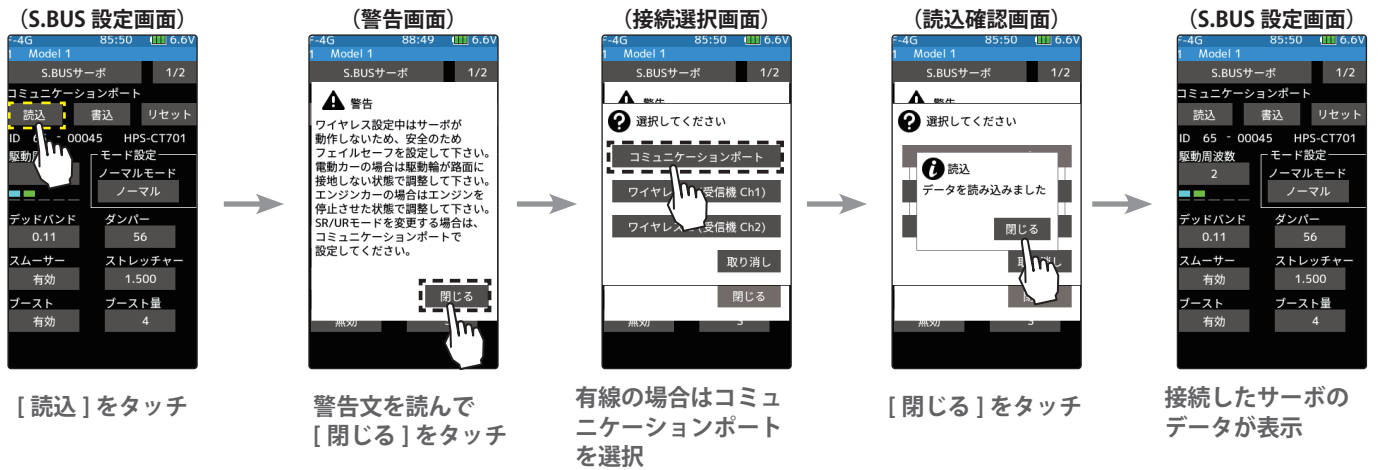 （S.BUS 設定画面）
F-4G 85:50 6.6V
1 Model 1
S.BUSサーボ 1/2
コミュニケーションポート
読込 書込 リセット
ID 65 - 00045 HPS-CT701
モード設定
ノーマルモード
ノーマル
デッドバンド ダンパー
0.11 56
スムーサー ストレッチャー
有効 1.500
ブースト ブースト量
有効 4
[ 読込 ] をタッチ
（警告画面）
F-4G 88:49 6.6V
1 Model 1
S.BUSサーボ 1/2
警告
ワイヤレス設定中はサーボが
動作しないため、安全のため
フェイルセーフを設定して下さい。
電動カーの場合は駆動輪が路面に
接地しない状態で調整して下さい。
エンジンカーの場合はエンジンを
停止させた状態で調整して下さい。
SR/URモードを変更する場合は、
コミュニケーションポートで
設定してください。
閉じる
無効
警告文を読んで
[ 閉じる ] をタッチ
（接続選択画面）
F-4G 85:50 6.6V
1 Model 1
S.BUSサーボ 1/2
警告
選択してください
コミュニケーションポート
ワイヤレス (受信機 Ch1)
ワイヤレス (受信機 Ch2)
取り消し
閉じる
無効 3
有線の場合はコミュ
ニケーションポート
を選択
（読込確認画面）
F-4G 85:50 6.6V
1 Model 1
S.BUSサーボ 1/2
警告
選択してください
読込
データを読み込みました
閉じる
無効 3
[ 閉じる ] をタッチ
（S.BUS 設定画面）
F-4G 85:50 6.6V
1 Model 1
S.BUSサーボ 1/2
コミュニケーションポート
読込 書込 リセット
ID 65 - 00045 HPS-CT701
駆動周波数 モード設定
2 ノーマルモード
ノーマル
デッドバンド ダンパー
0.11 56
スムーサー ストレッチャー
有効 1.500
ブースト ブースト量
有効 4
接続したサーボの
データが表示